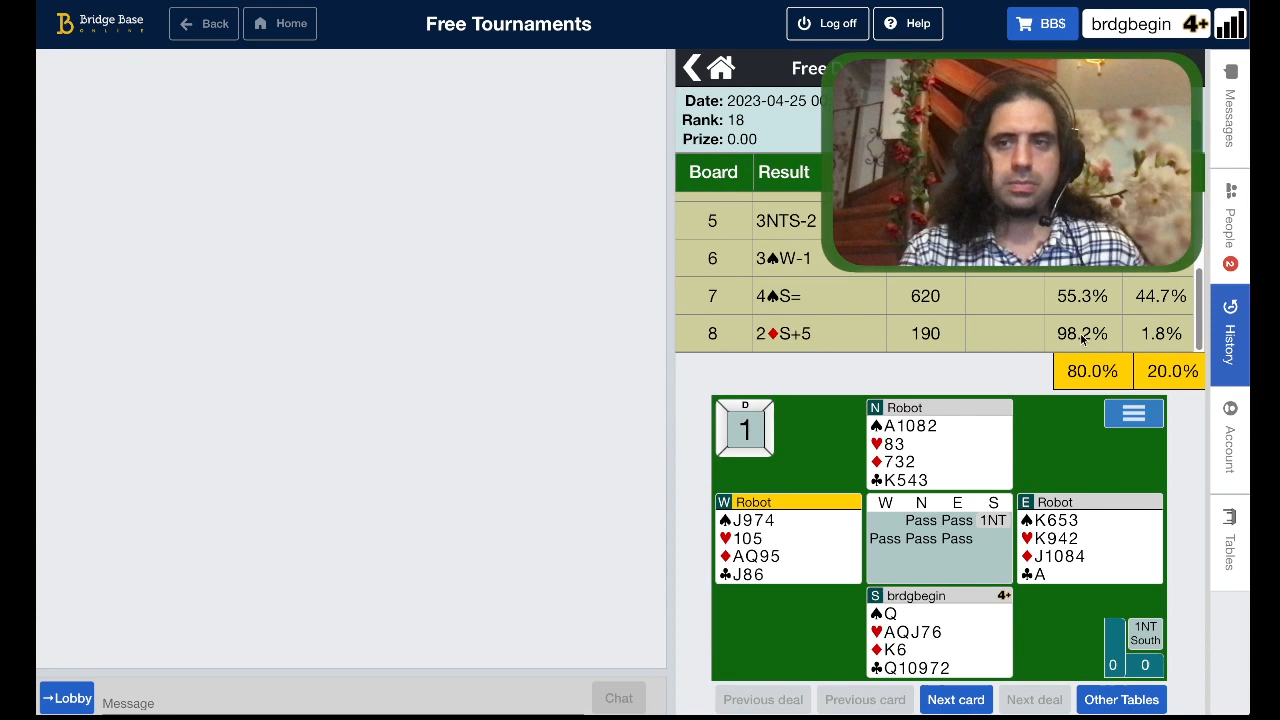 Bridge Base
ONLINE
Back
Home
Free Tournaments
Log off
Help
BB$
brdgbegin 4+
Free
Date: 2023-04-25
Rank: 18
Prize: 0.00
Board Result
5 3NTS-2
6 3♠W-1
7 4♠S= 620 55.3% 44.7%
8 2♦S+5 190 98.2% 1.8%
80.0% 20.0%
D
1
N Robot
♠A1082
♥83
♦732
♣K543
W Robot
♠J974
♥105
♦AQ95
♣J86
W N E S
Pass Pass 1NT
Pass Pass Pass
E Robot
♠K653
♥K942
♦J1084
♣A
S brdgbegin 4+
♠Q
♥AQJ76
♦K6
♣Q10972
1NT
South
0 0
Previous deal
Previous card
Next card
Next deal
Other Tables
→Lobby
Message
Chat
Messages
People
2
History
Account
Tables